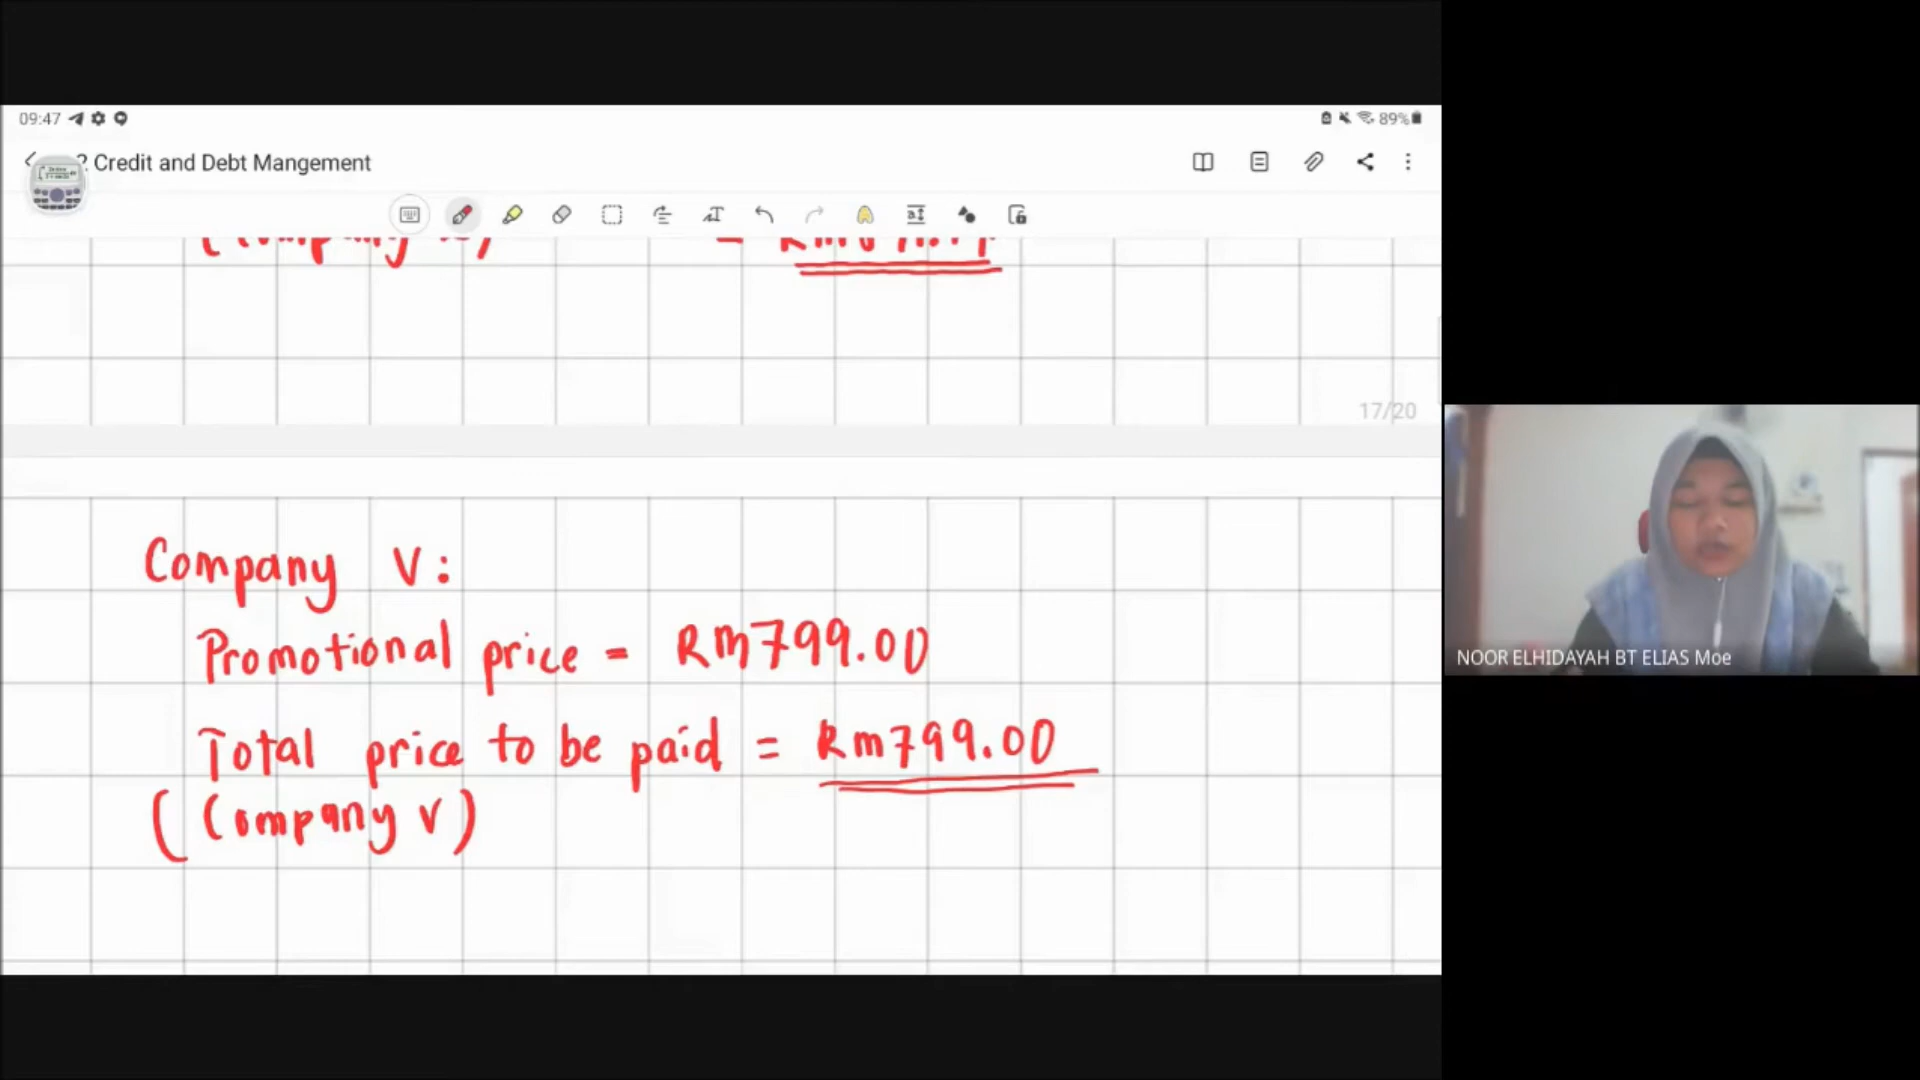 09:47
89%
2 Credit and Debt Mangement
17/20
Company V:
Promotional price = RM799.00
Total price to be paid = RM799.00
(Company V)
NOOR ELHIDAYAH BT ELIAS Moe